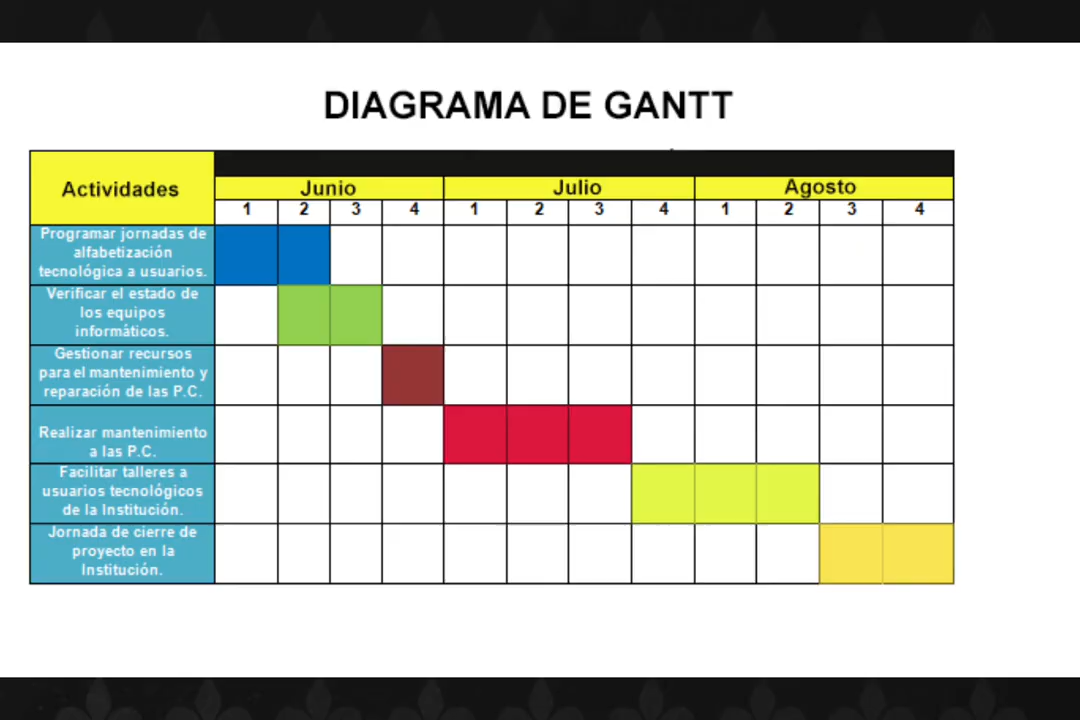 DIAGRAMA DE GANTT
Actividades
Junio Julio Agosto
1 2 3 4 1 2 3 4 1 2 3 4
Programar jornadas de
alfabetización
tecnológica a usuarios.
Verificar el estado de
los equipos
informáticos.
Gestionar recursos
para el mantenimiento y
reparación de las P.C.
Realizar mantenimiento
a las P.C.
Facilitar talleres a
usuarios tecnológicos
de la Institución.
Jornada de cierre de
proyecto en la
Institución.